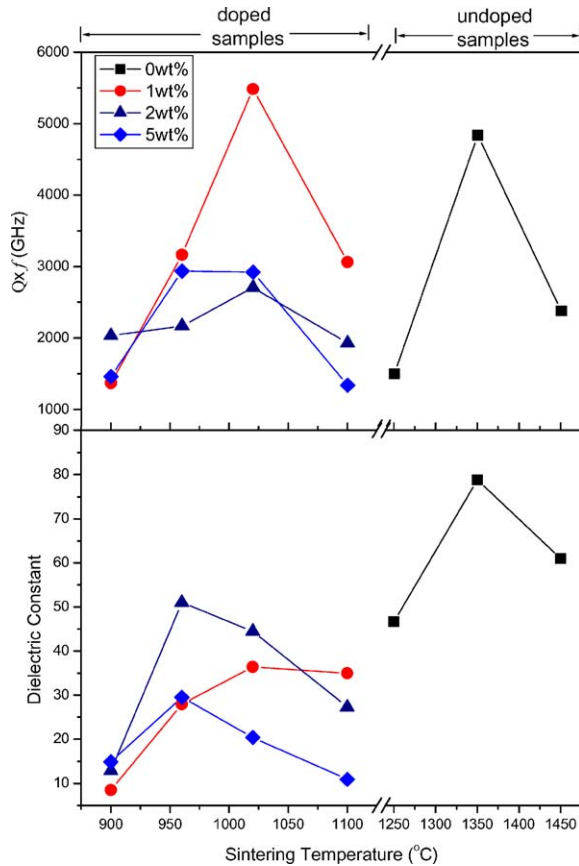 doped
samples
undoped
samples
6000
0wt%
1wt%
2wt%
5wt%
5000
4000
3000
2000
1000
Qx f (GHz)
90
80
70
60
50
40
30
20
10
Dielectric Constant
900 950 1000 1050 1100 1250 1300 1350 1400 1450
Sintering Temperature (°C)